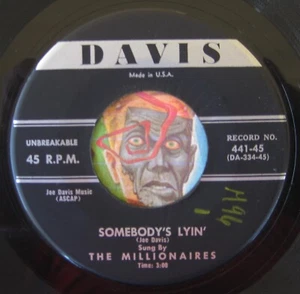 DAVIS
Made in U.S.A.
UNBREAKABLE
45 R.P.M.
RECORD NO.
441-45
(DA-334-45)
Joe Davis Music
(ASCAP)
SOMEBODY'S LYIN'
(Joe Davis)
Sung By
THE MILLIONAIRES
Time: 3:00